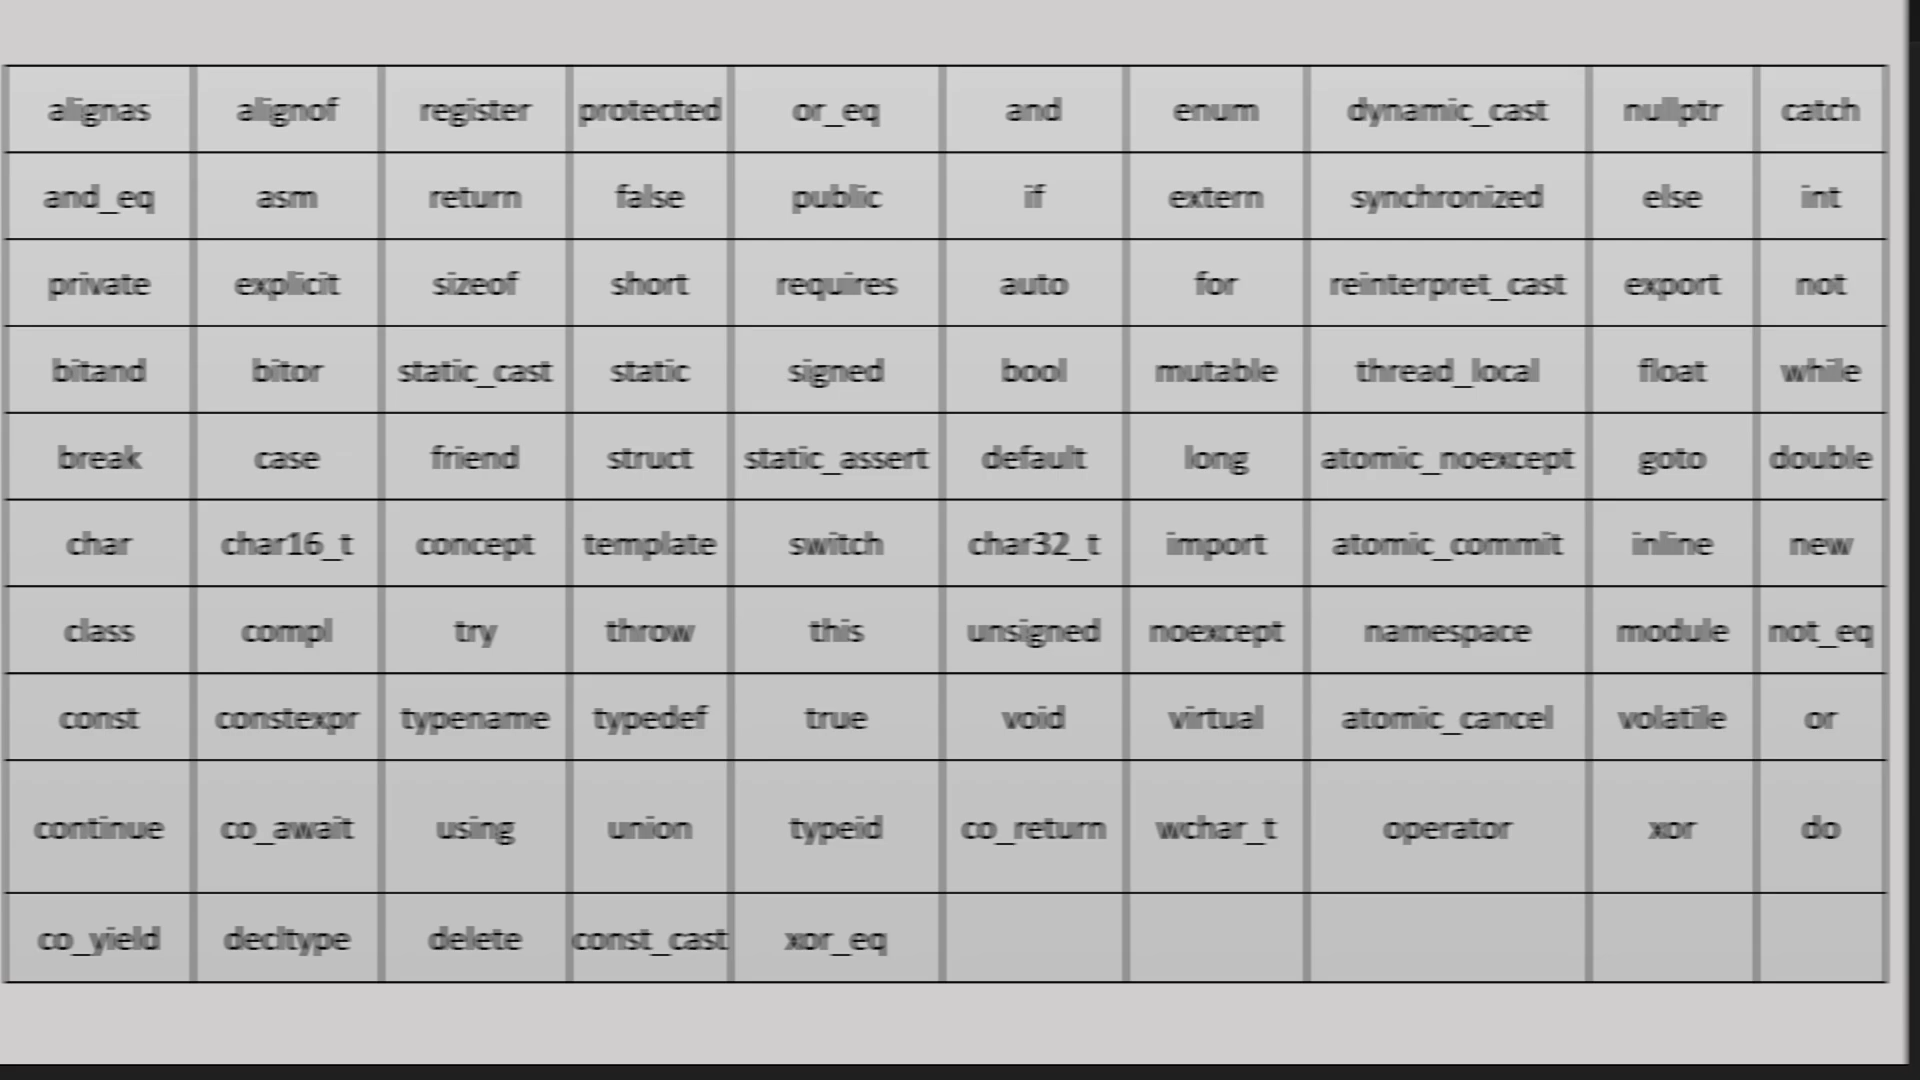 alignas alignof register protected or_eq and enum dynamic_cast nullptr catch
and_eq asm return false public if extern synchronized else int
private explicit sizeof short requires auto for reinterpret_cast export not
bitand bitor static_cast static signed bool mutable thread_local float while
break case friend struct static_assert default long atomic_noexcept goto double
char char16_t concept template switch char32_t import atomic_commit inline new
class compl try throw this unsigned noexcept namespace module not_eq
const constexpr typename typedef true void virtual atomic_cancel volatile or
continue co_await using union typeid co_return wchar_t operator xor do
co_yield decltype delete const_cast xor_eq